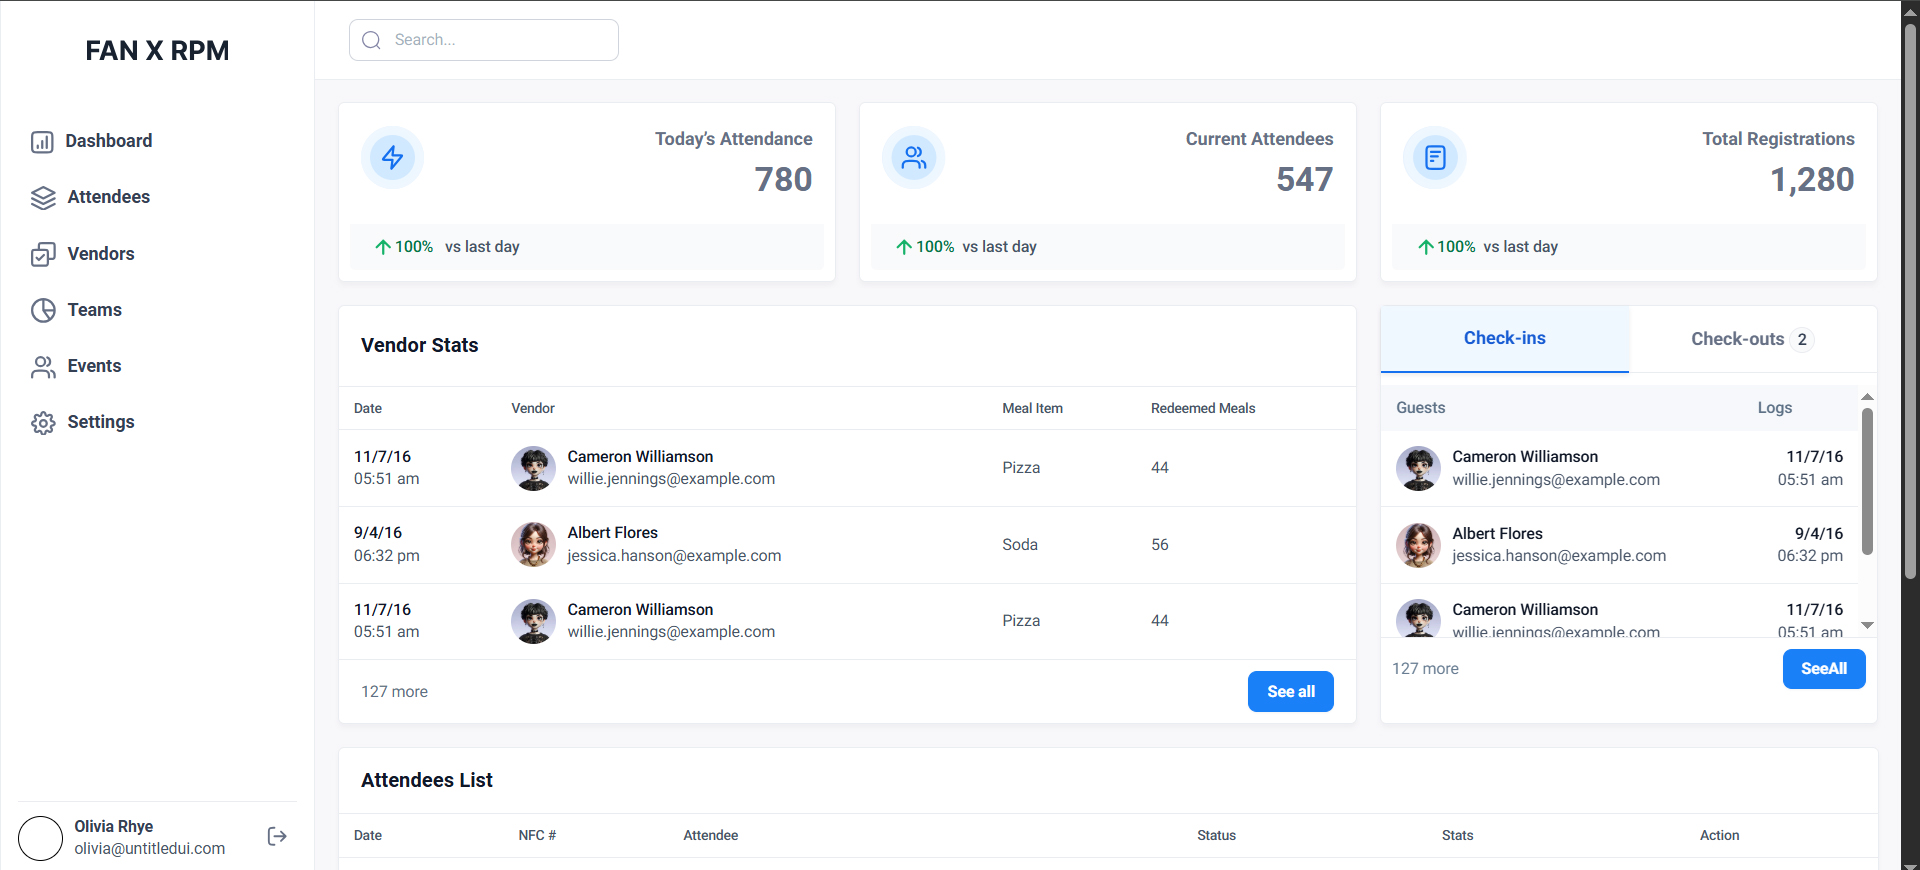 FAN X RPM
Dashboard
Attendees
Vendors
Teams
Events
Settings
Olivia Rhye
olivia@untitledui.com
Search...
Today’s Attendance
780
100% vs last day
Current Attendees
547
100% vs last day
Total Registrations
1,280
100% vs last day
Vendor Stats
Date Vendor Meal Item Redeemed Meals
11/7/16 Cameron Williamson Pizza 44
05:51 am willie.jennings@example.com
9/4/16 Albert Flores Soda 56
06:32 pm jessica.hanson@example.com
11/7/16 Cameron Williamson Pizza 44
05:51 am willie.jennings@example.com
127 more See all
Check-ins Check-outs 2
Guests Logs
Cameron Williamson 11/7/16
willie.jennings@example.com 05:51 am
Albert Flores 9/4/16
jessica.hanson@example.com 06:32 pm
Cameron Williamson 11/7/16
willie.jennings@example.com 05:51 am
127 more SeeAll
Attendees List
Date NFC # Attendee Status Stats Action